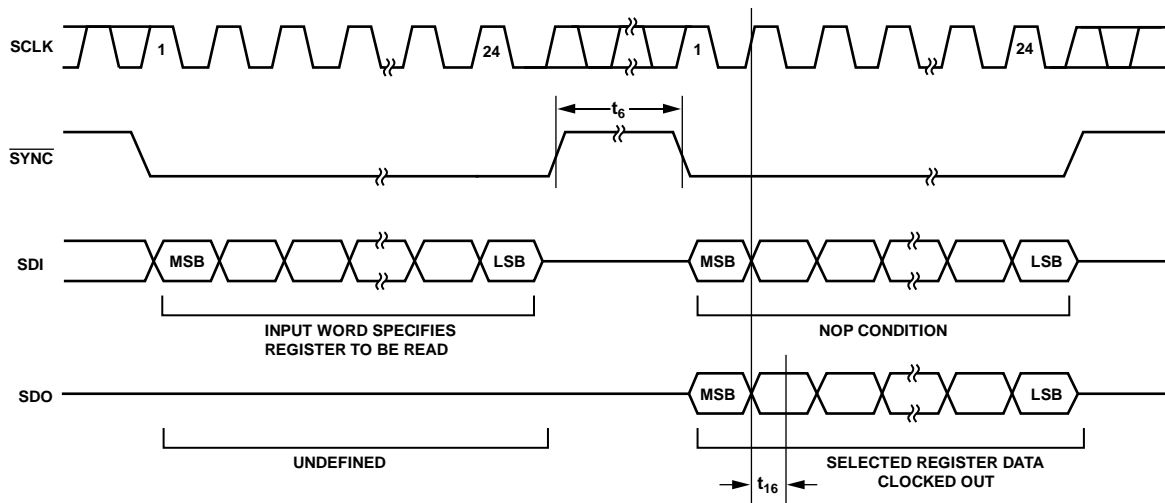 SCLK
1
24
1
24
t6
SYNC
SDI
MSB
LSB
MSB
LSB
INPUT WORD SPECIFIES
REGISTER TO BE READ
NOP CONDITION
SDO
MSB
LSB
UNDEFINED
SELECTED REGISTER DATA
CLOCKED OUT
t16